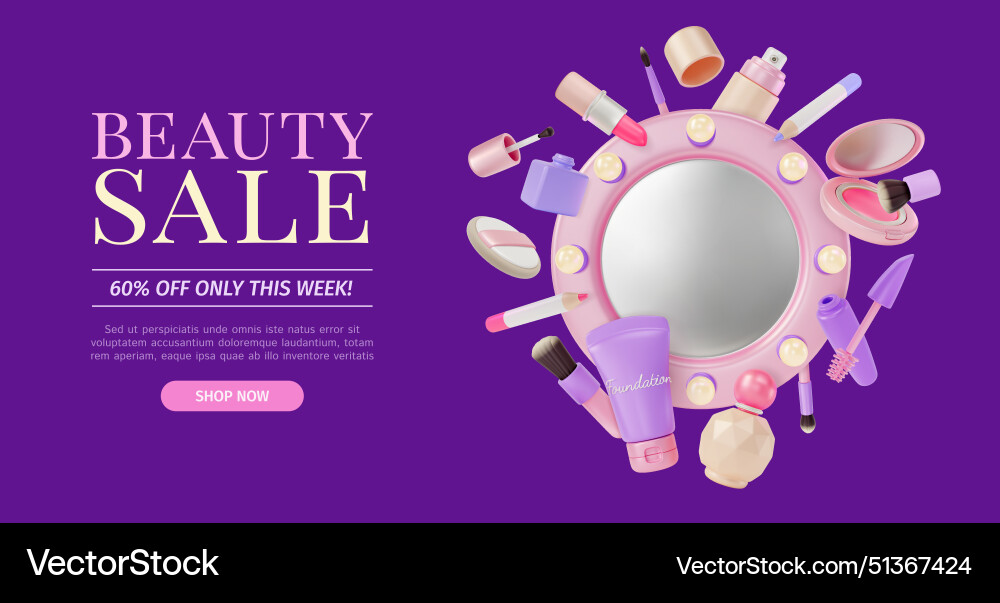 BEAUTY
SALE
60% OFF ONLY THIS WEEK!
Sed ut perspiciatis unde omnis iste natus error sit
voluptatem accusantium doloremque laudantium, totam
rem aperiam, eaque ipsa quae ab illo inventore veritatis
SHOP NOW
Foundation
VectorStock
VectorStock.com/51367424